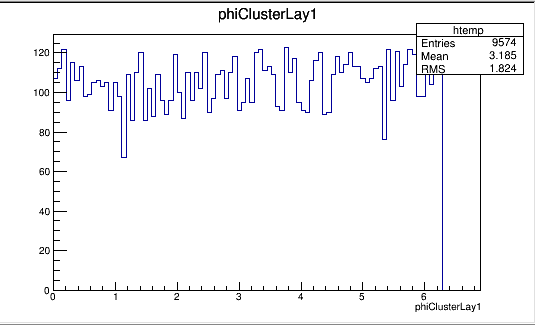 phiClusterLay1
htemp
Entries 9574
Mean 3.185
RMS 1.824
120
100
80
60
40
20
0
0 1 2 3 4 5 6
phiClusterLay1